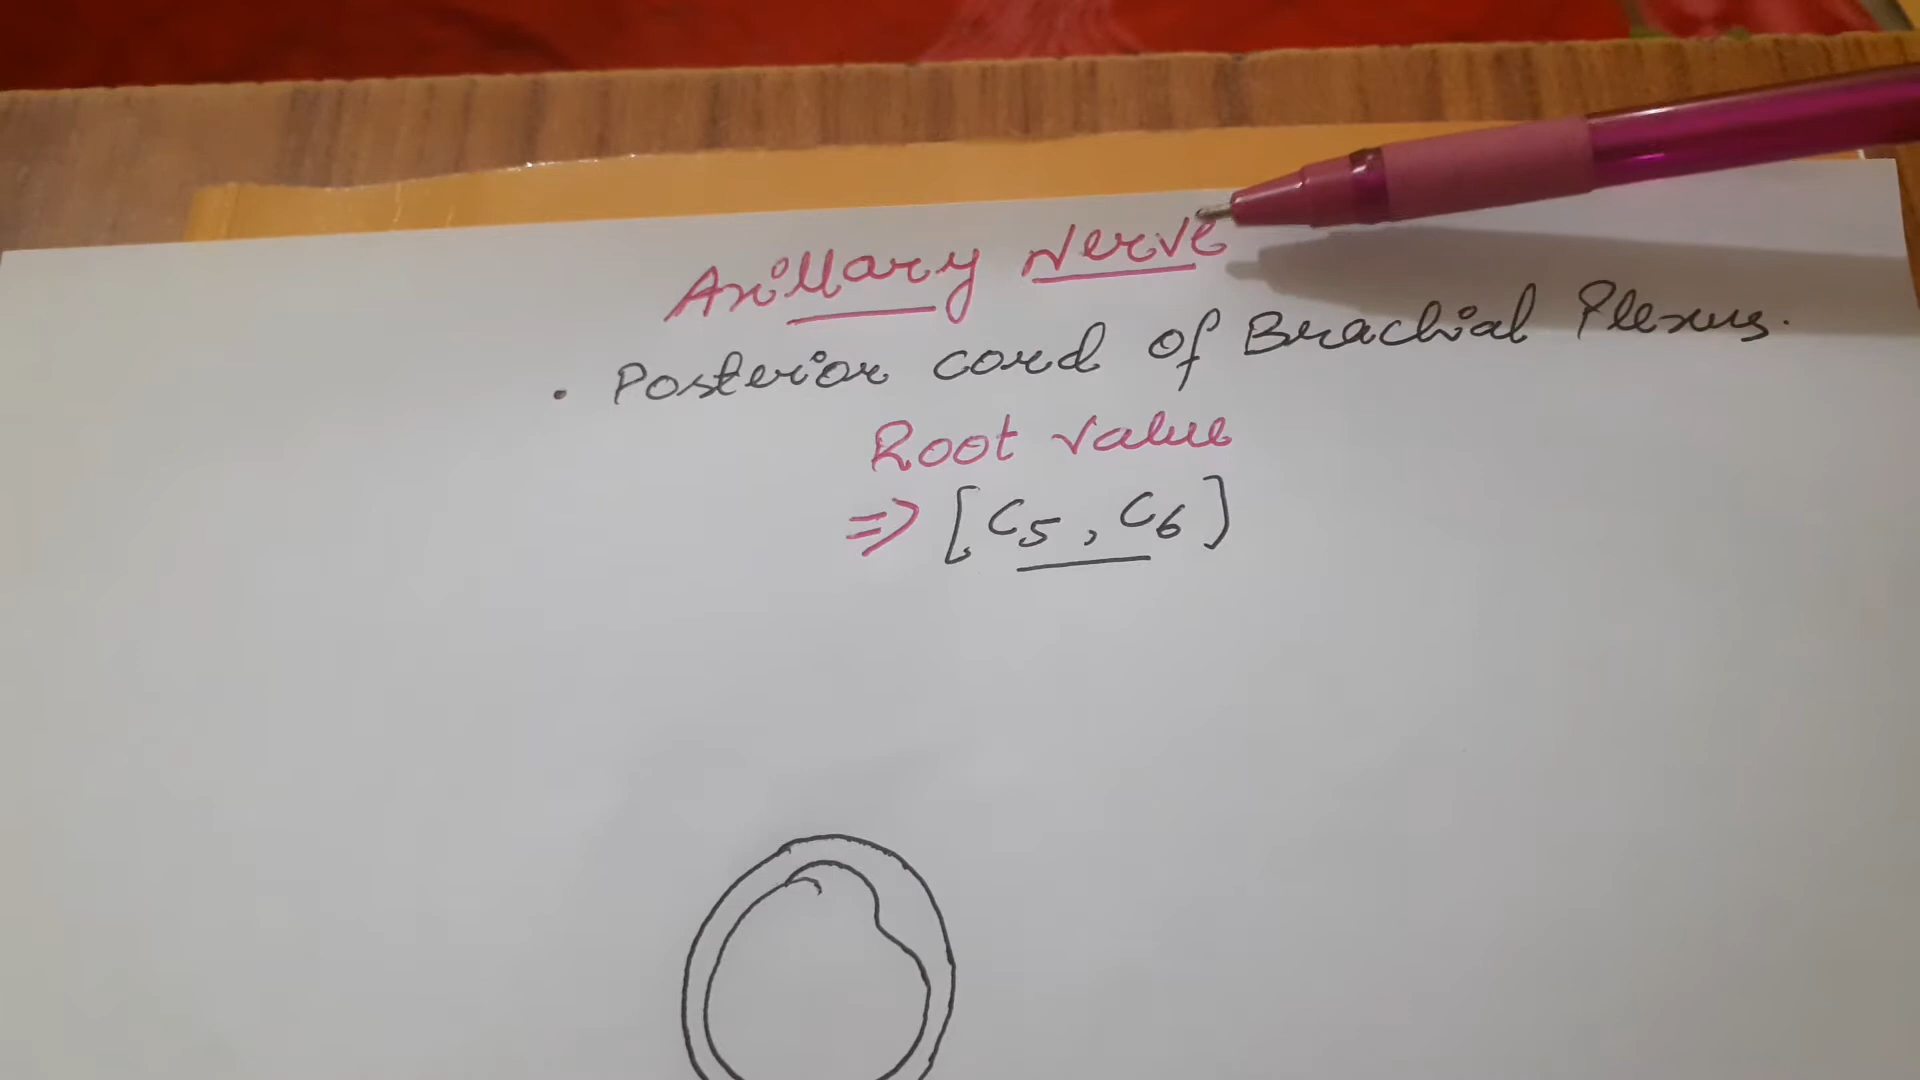 Axillary Nerve
. Posterior cord of Brachial Plexus.
Root value
=> [C5, C6]